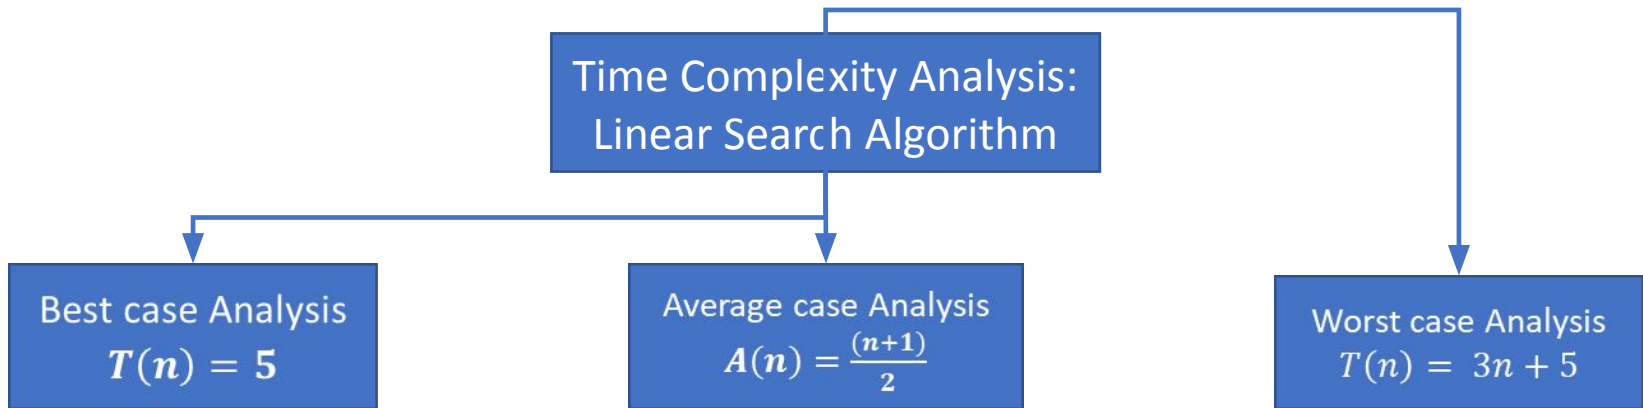 Time Complexity Analysis:
Linear Search Algorithm
Best case Analysis
T(n) = 5
Average case Analysis
A(n) = (n+1)/2
Worst case Analysis
T(n) = 3n + 5